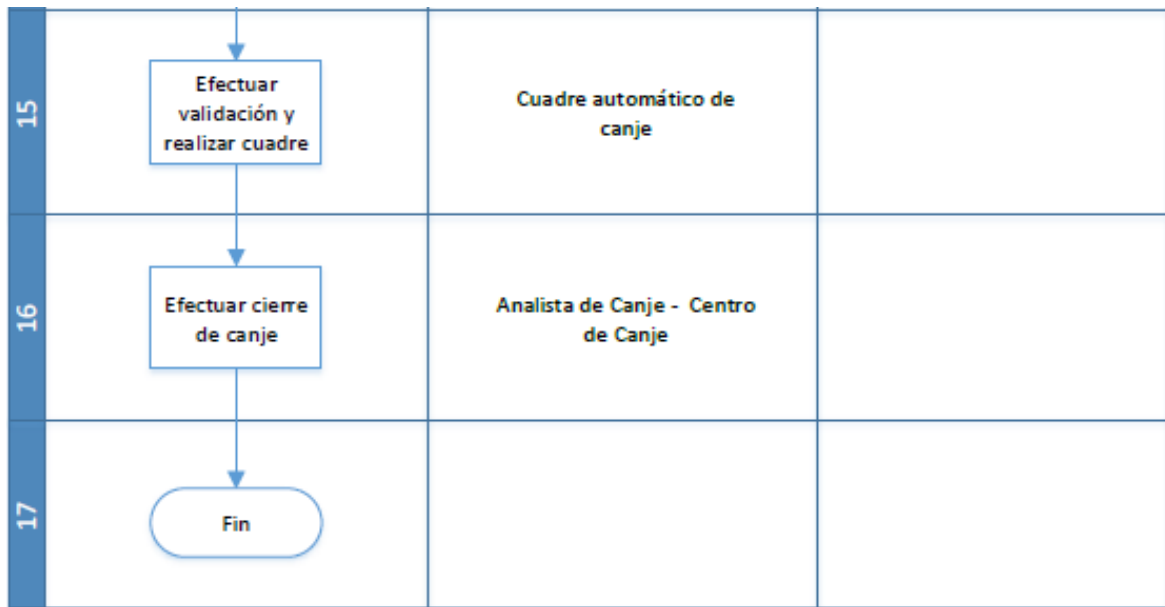 15
Efectuar
validación y
realizar cuadre
Cuadre automático de
canje
16
Efectuar cierre
de canje
Analista de Canje - Centro
de Canje
17
Fin